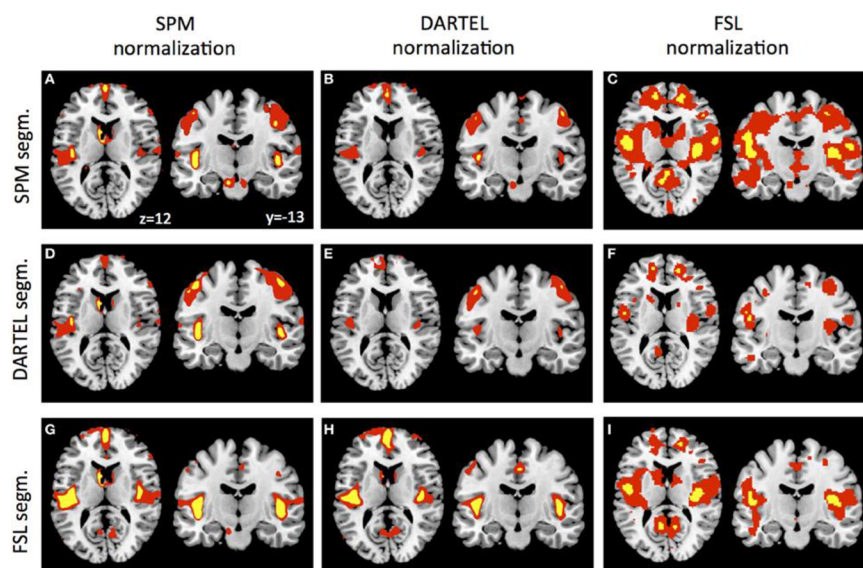 SPM
normalization
DARTEL
normalization
FSL
normalization
SPM segm.
A
B
C
z=12
y=-13
DARTEL segm.
D
E
F
FSL segm.
G
H
I